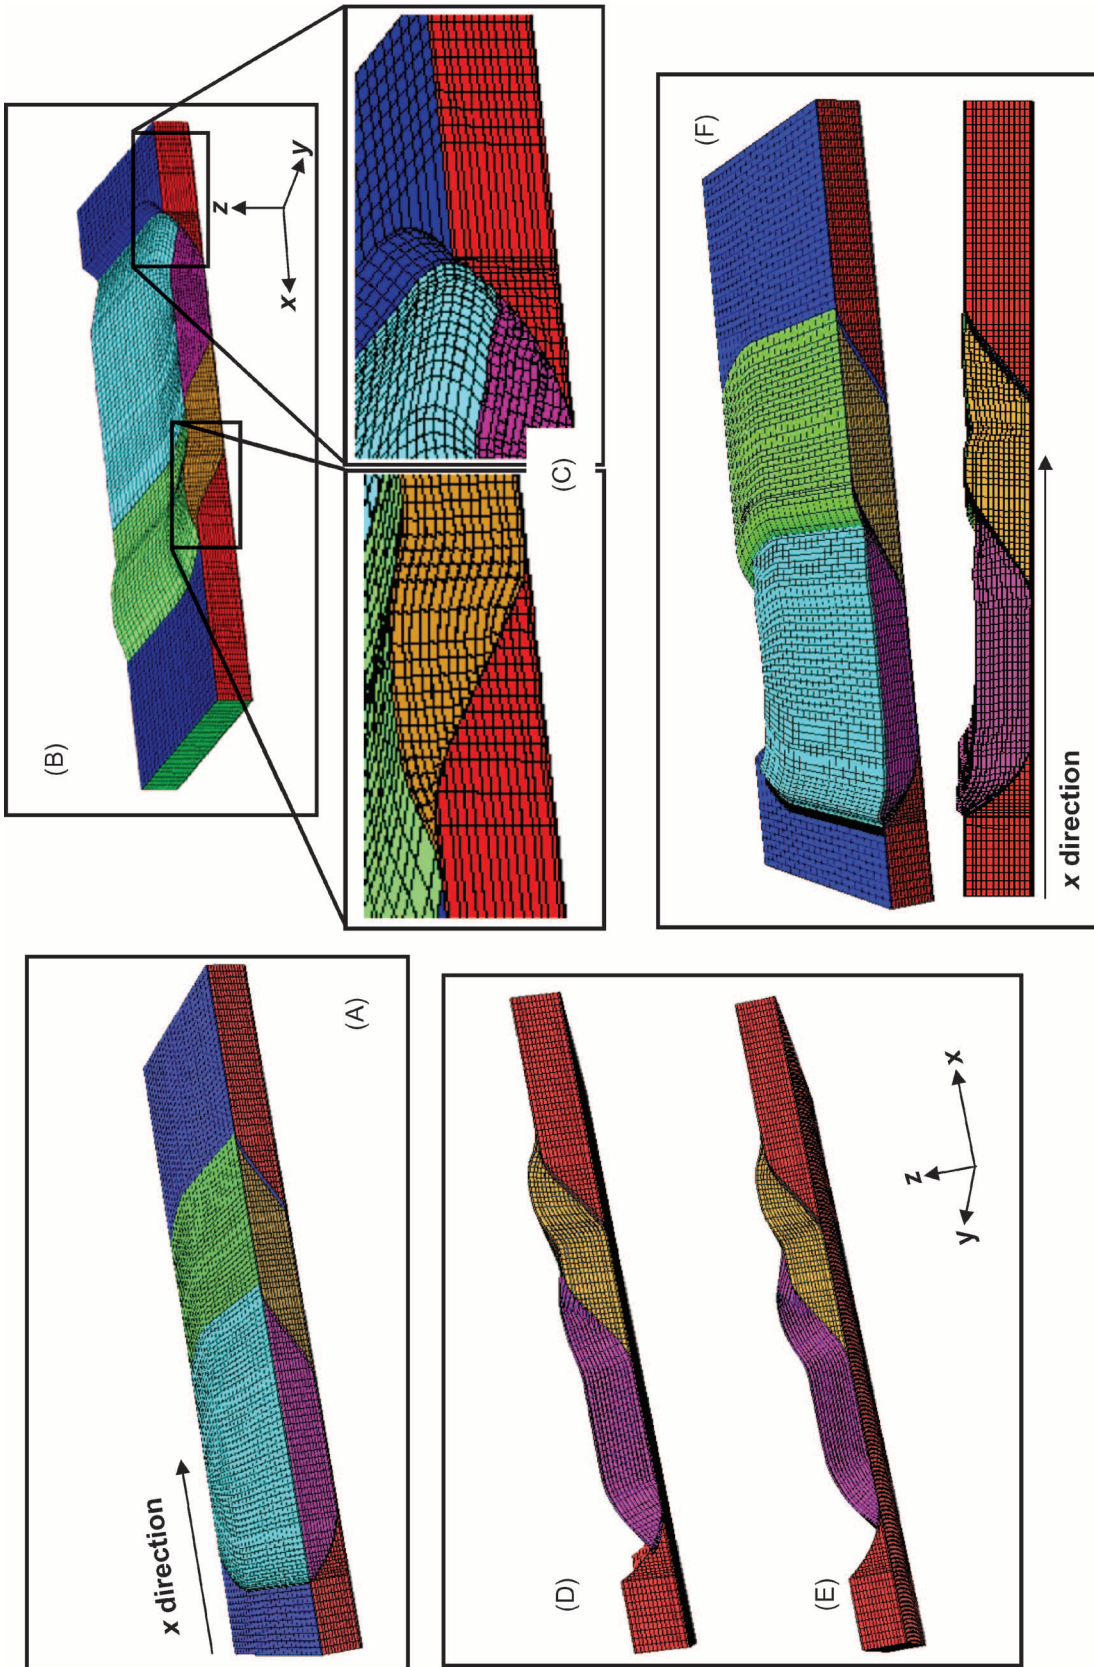 (B)
z
y
x
(C)
(F)
x direction
x direction
(A)
(D)
(E)
z
y
x